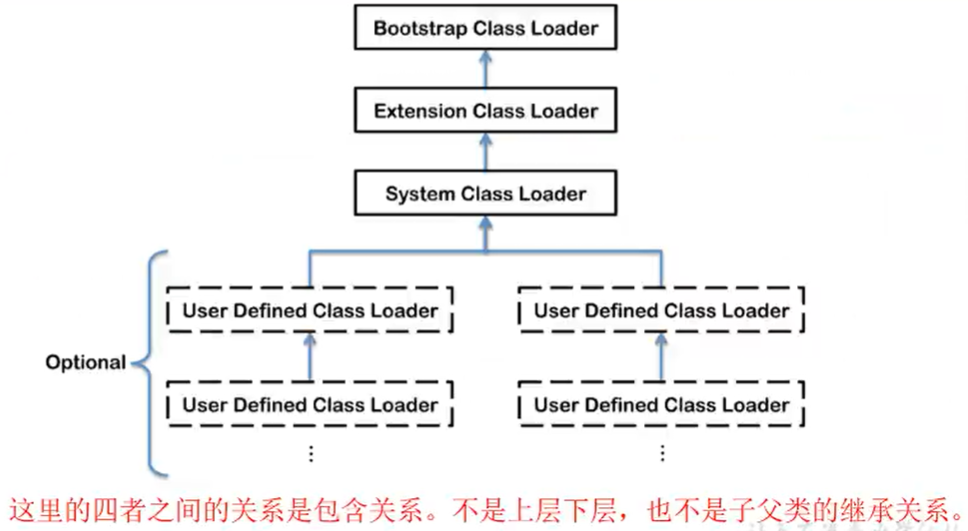 Bootstrap Class Loader
Extension Class Loader
System Class Loader
User Defined Class Loader
User Defined Class Loader
Optional
User Defined Class Loader
User Defined Class Loader
⋮
⋮
这里的四者之间的关系是包含关系。不是上层下层，也不是子父类的继承关系。